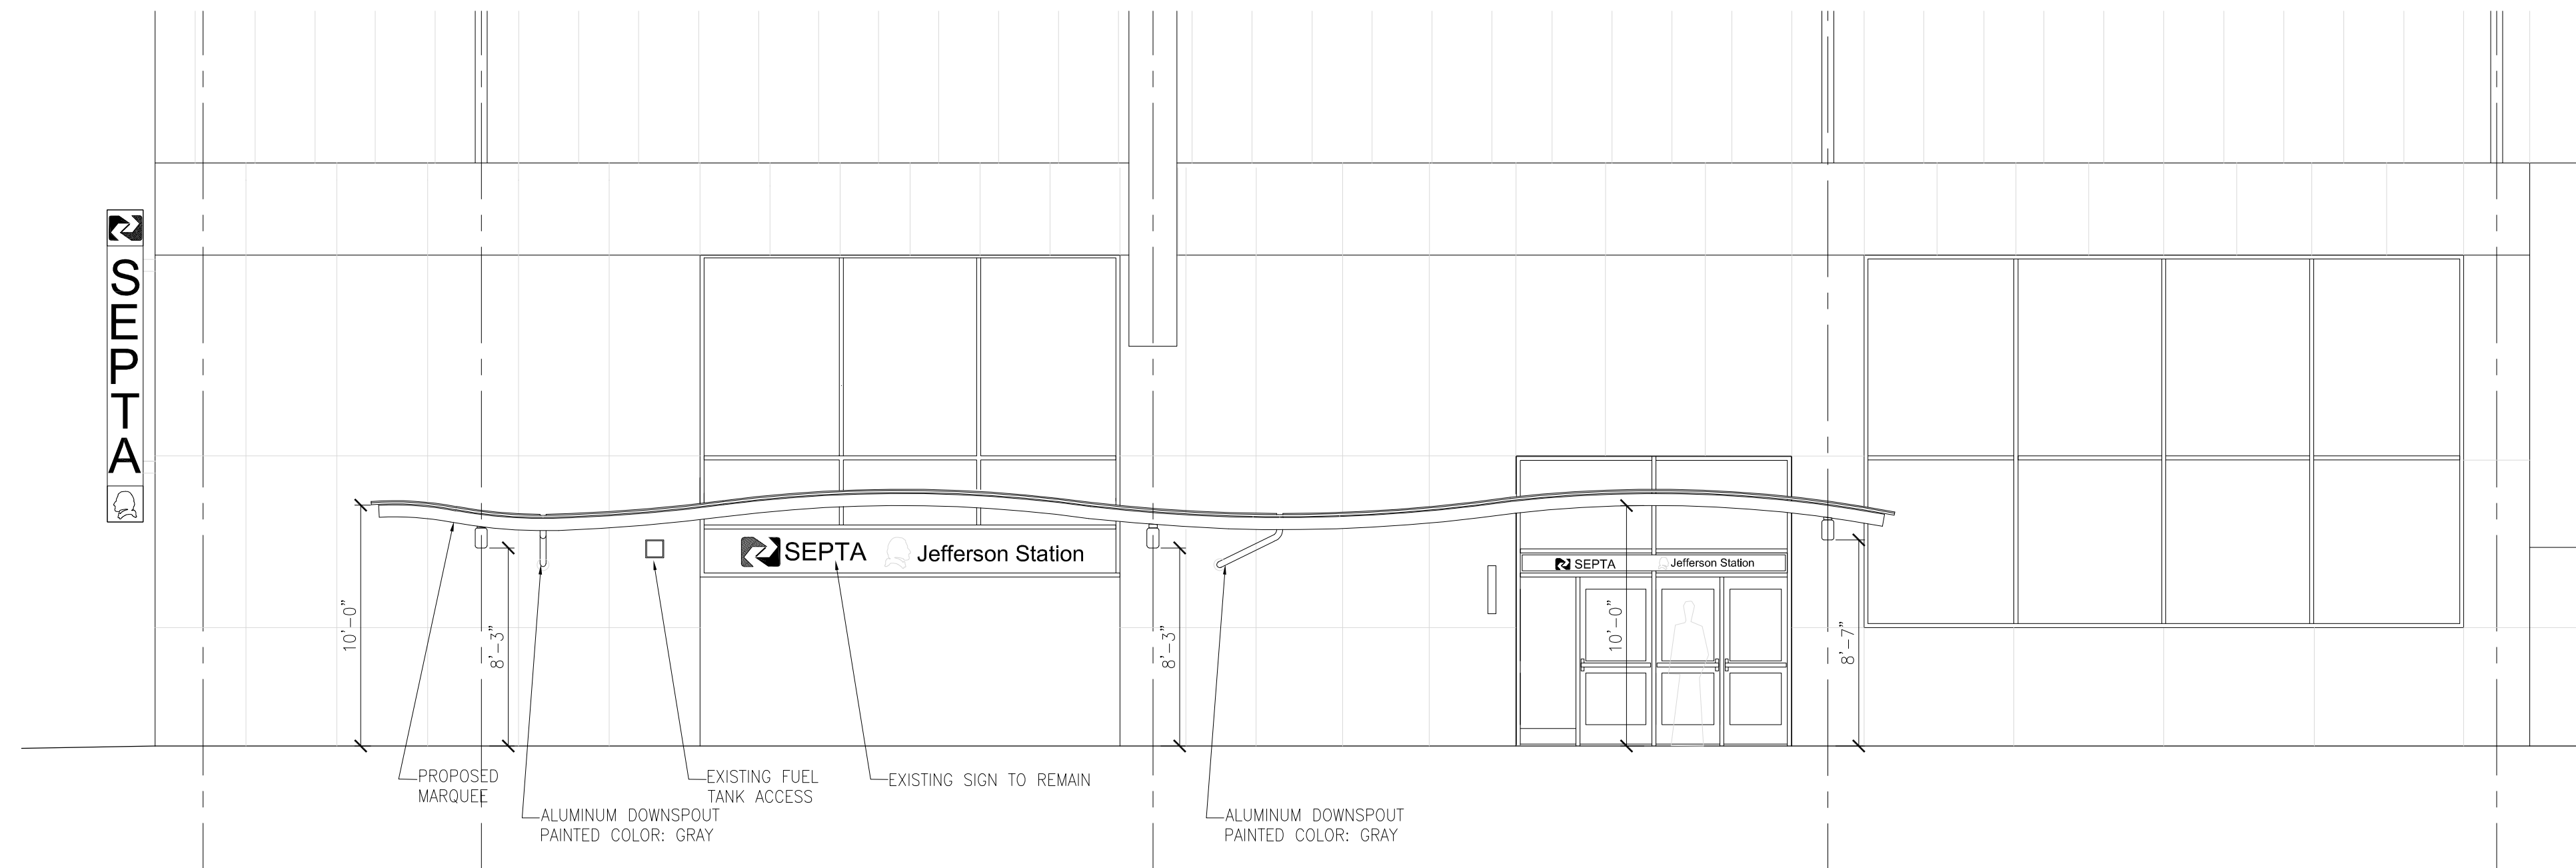 SEPTA
SEPTA Jefferson Station
SEPTA Jefferson Station
10'-0"
8'-3"
8'-3"
10'-0"
8'-7"
PROPOSED
MARQUEE
ALUMINUM DOWNSPOUT
PAINTED COLOR: GRAY
EXISTING FUEL
TANK ACCESS
EXISTING SIGN TO REMAIN
ALUMINUM DOWNSPOUT
PAINTED COLOR: GRAY